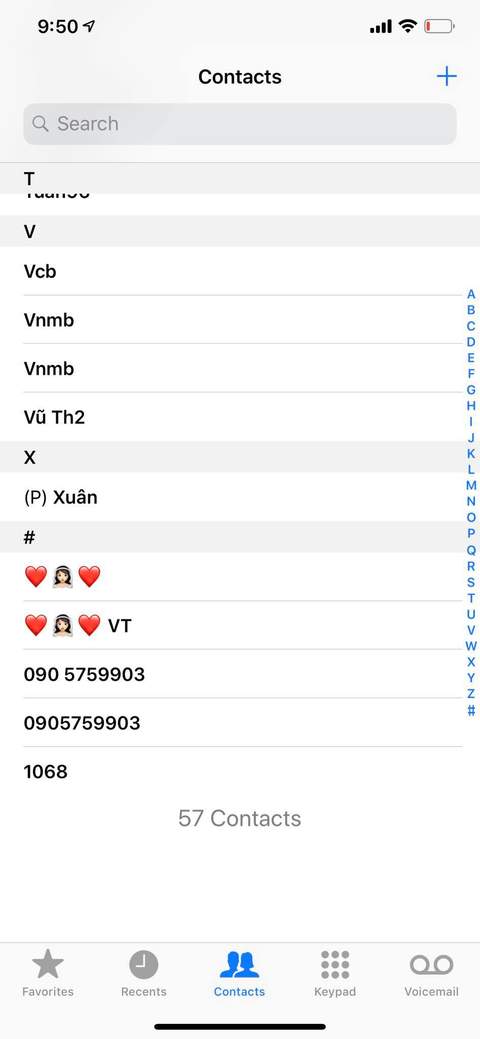 9:50
Contacts
Search
T
V
Vcb
Vnmb
Vnmb
Vũ Th2
X
(P) Xuân
#
❤️👰🏻❤️
❤️👰🏻❤️ VT
090 5759903
0905759903
1068
57 Contacts
A
B
C
D
E
F
G
H
I
J
K
L
M
N
O
P
Q
R
S
T
U
V
W
X
Y
Z
#
Favorites
Recents
Contacts
Keypad
Voicemail